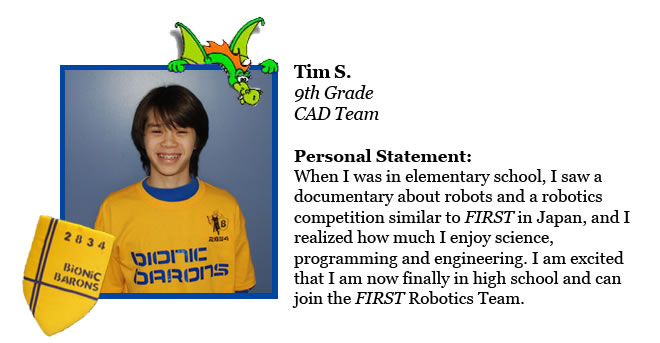 Tim S.
9th Grade
CAD Team
Personal Statement:
When I was in elementary school, I saw a
documentary about robots and a robotics
competition similar to FIRST in Japan, and I
realized how much I enjoy science,
programming and engineering. I am excited
that I am now finally in high school and can
join the FIRST Robotics Team.
8
2834
BIONIC
BARONS
2834
BiONiC
BARONS